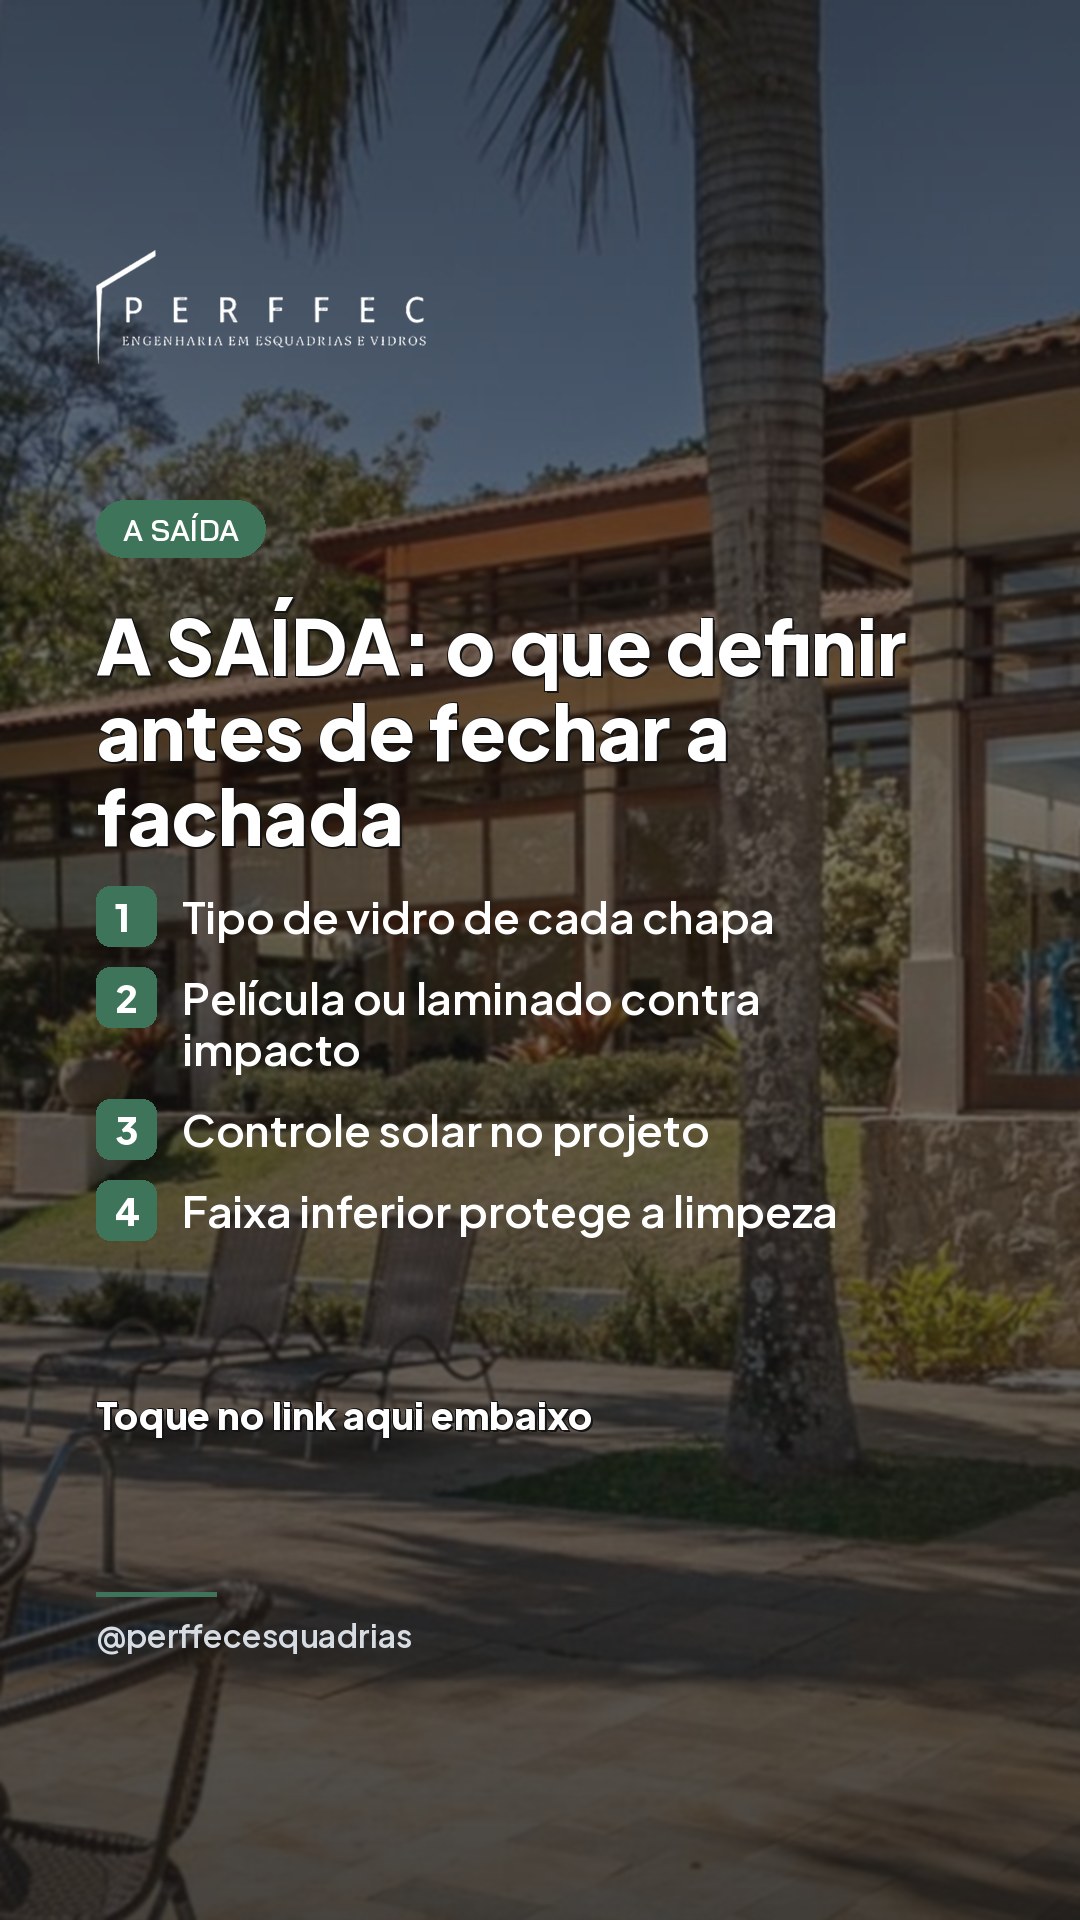 PERFFEC
ENGENHARIA EM ESQUADRIAS E VIDROS
A SAÍDA
A SAÍDA: o que definir
antes de fechar a
fachada
1 Tipo de vidro de cada chapa
2 Película ou laminado contra
impacto
3 Controle solar no projeto
4 Faixa inferior protege a limpeza
Toque no link aqui embaixo
@perffecesquadrias